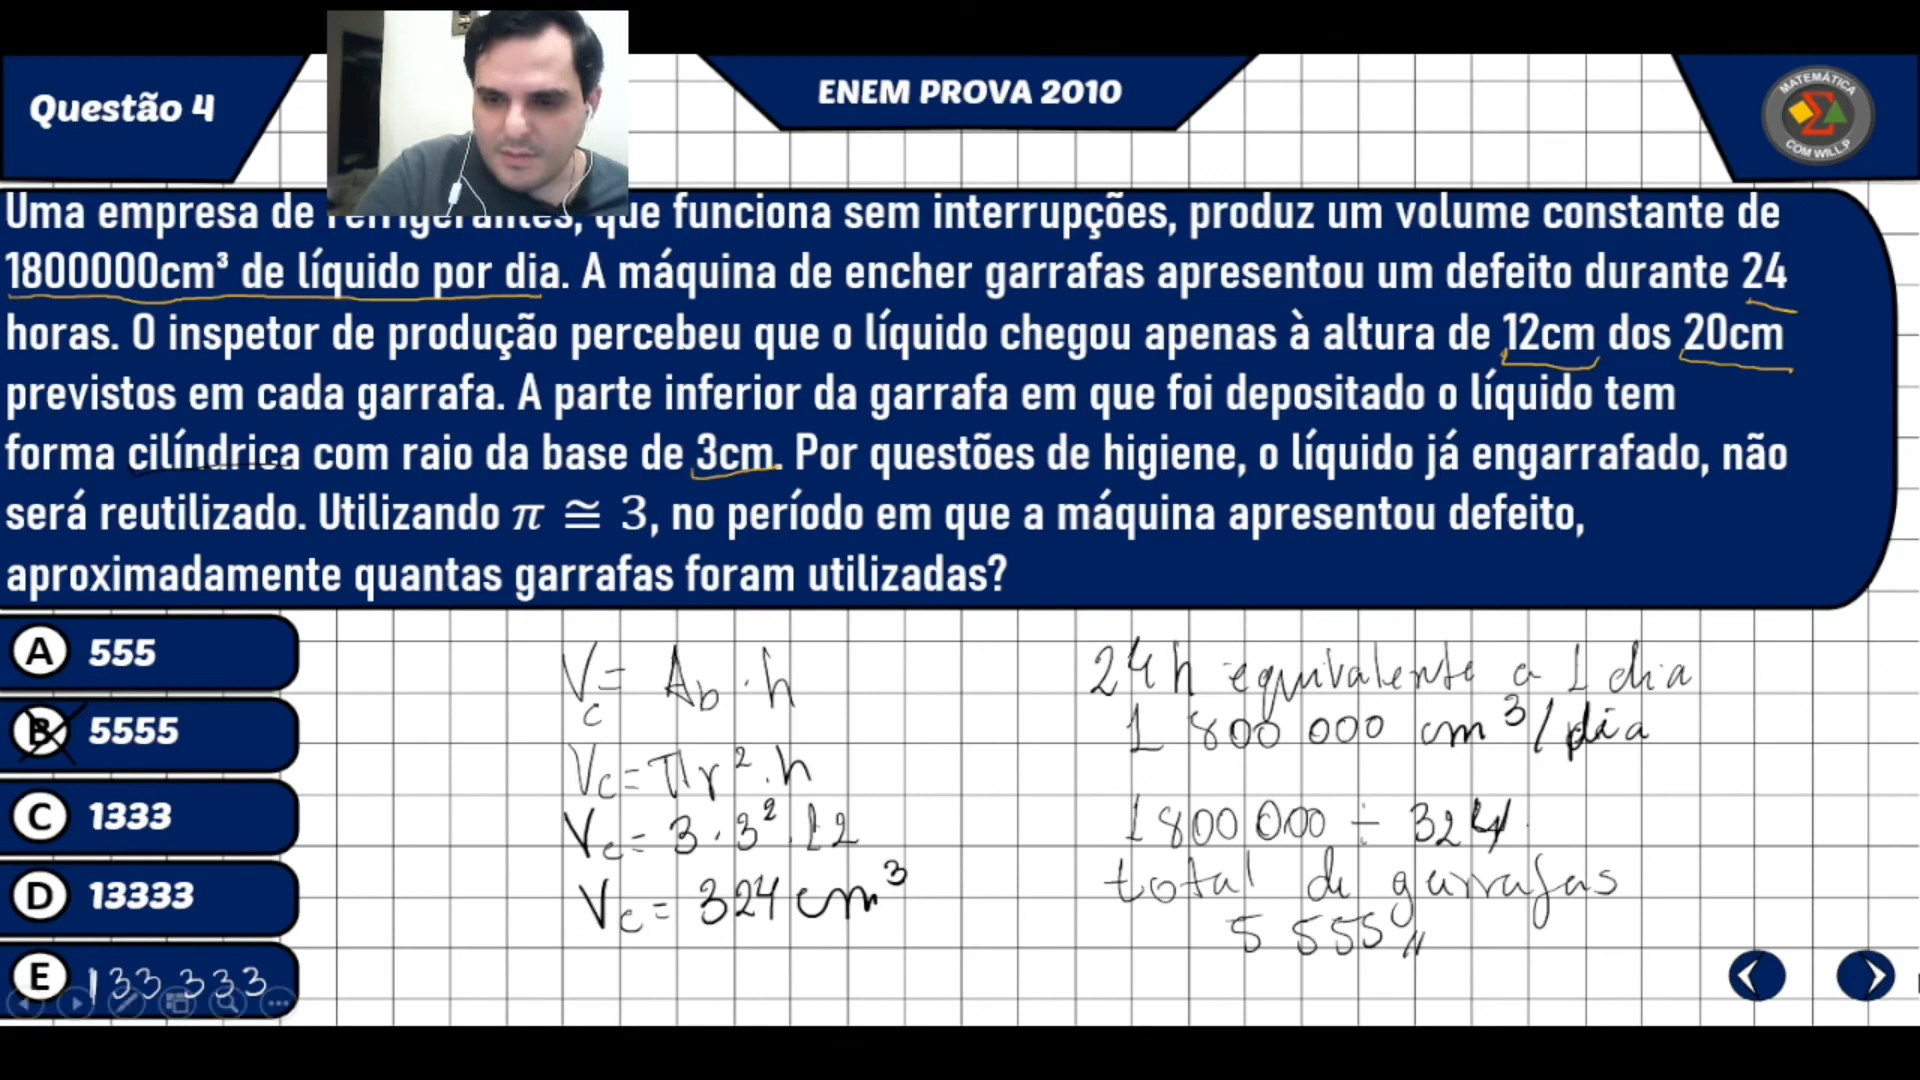 Questão 4
ENEM PROVA 2010
MATEMÁTICA
COM WILL.P
Uma empresa de refrigerantes, que funciona sem interrupções, produz um volume constante de
1800000cm³ de líquido por dia. A máquina de encher garrafas apresentou um defeito durante 24
horas. O inspetor de produção percebeu que o líquido chegou apenas à altura de 12cm dos 20cm
previstos em cada garrafa. A parte inferior da garrafa em que foi depositado o líquido tem
forma cilíndrica com raio da base de 3cm. Por questões de higiene, o líquido já engarrafado, não
será reutilizado. Utilizando π ≅ 3, no período em que a máquina apresentou defeito,
aproximadamente quantas garrafas foram utilizadas?
A 555
B 5555
C 1333
D 13333
E 133 333
Vc = Ab . h
Vc = πr² . h
Vc = 3 . 3² . 12
Vc = 324 cm³
24h equivalente a 1 dia
1 800 000 cm³/dia
1 800 000 ÷ 324
total de garrafas
5 555